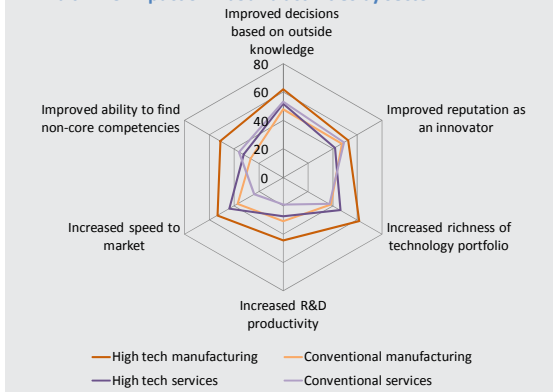 Improved decisions
based on outside
knowledge
80
60
40
20
0
Improved ability to find
non-core competencies
Improved reputation as
an innovator
Increased speed to
market
Increased richness of
technology portfolio
Increased R&D
productivity
High tech manufacturing
Conventional manufacturing
High tech services
Conventional services